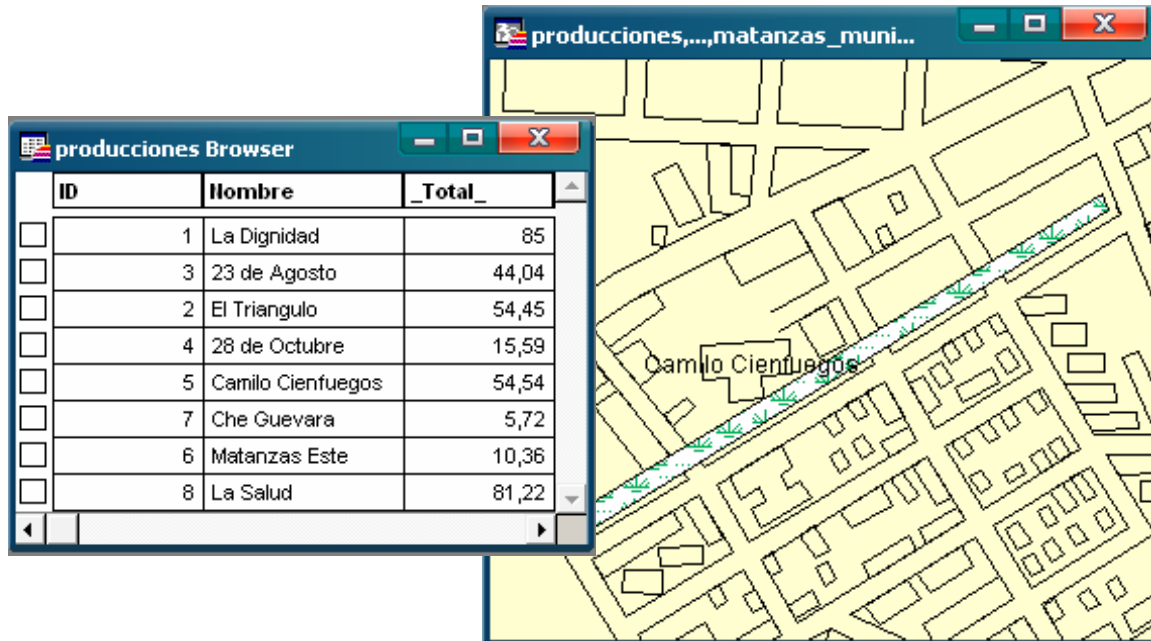 producciones,...,matanzas_muni...
producciones Browser
ID Nombre _Total_
1 La Dignidad 85
3 23 de Agosto 44,04
2 El Triangulo 54,45
4 28 de Octubre 15,59
5 Camilo Cienfuegos 54,54
7 Che Guevara 5,72
6 Matanzas Este 10,36
8 La Salud 81,22
Camilo Cienfuegos